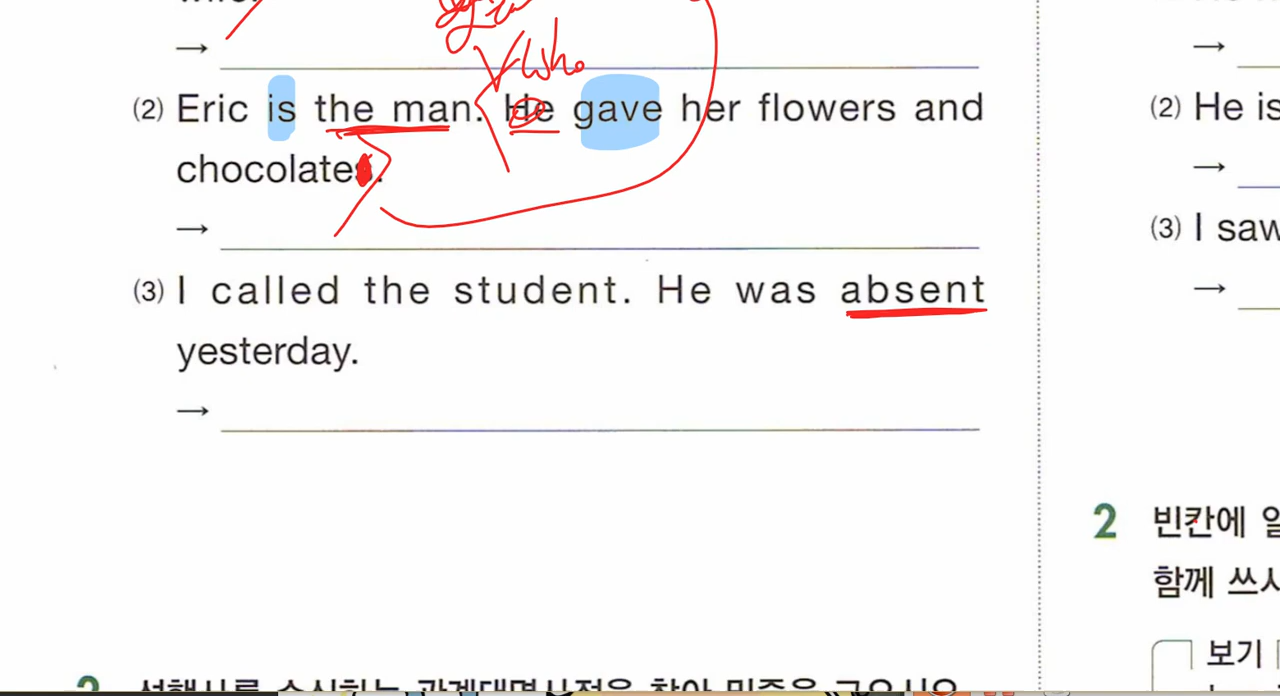 →
who
(2) Eric is the man. He gave her flowers and
chocolates.
→
(3) I called the student. He was absent
yesterday.
→
→
(2) He is
→
(3) I saw
→
2 빈칸에
함께 쓰시
보기